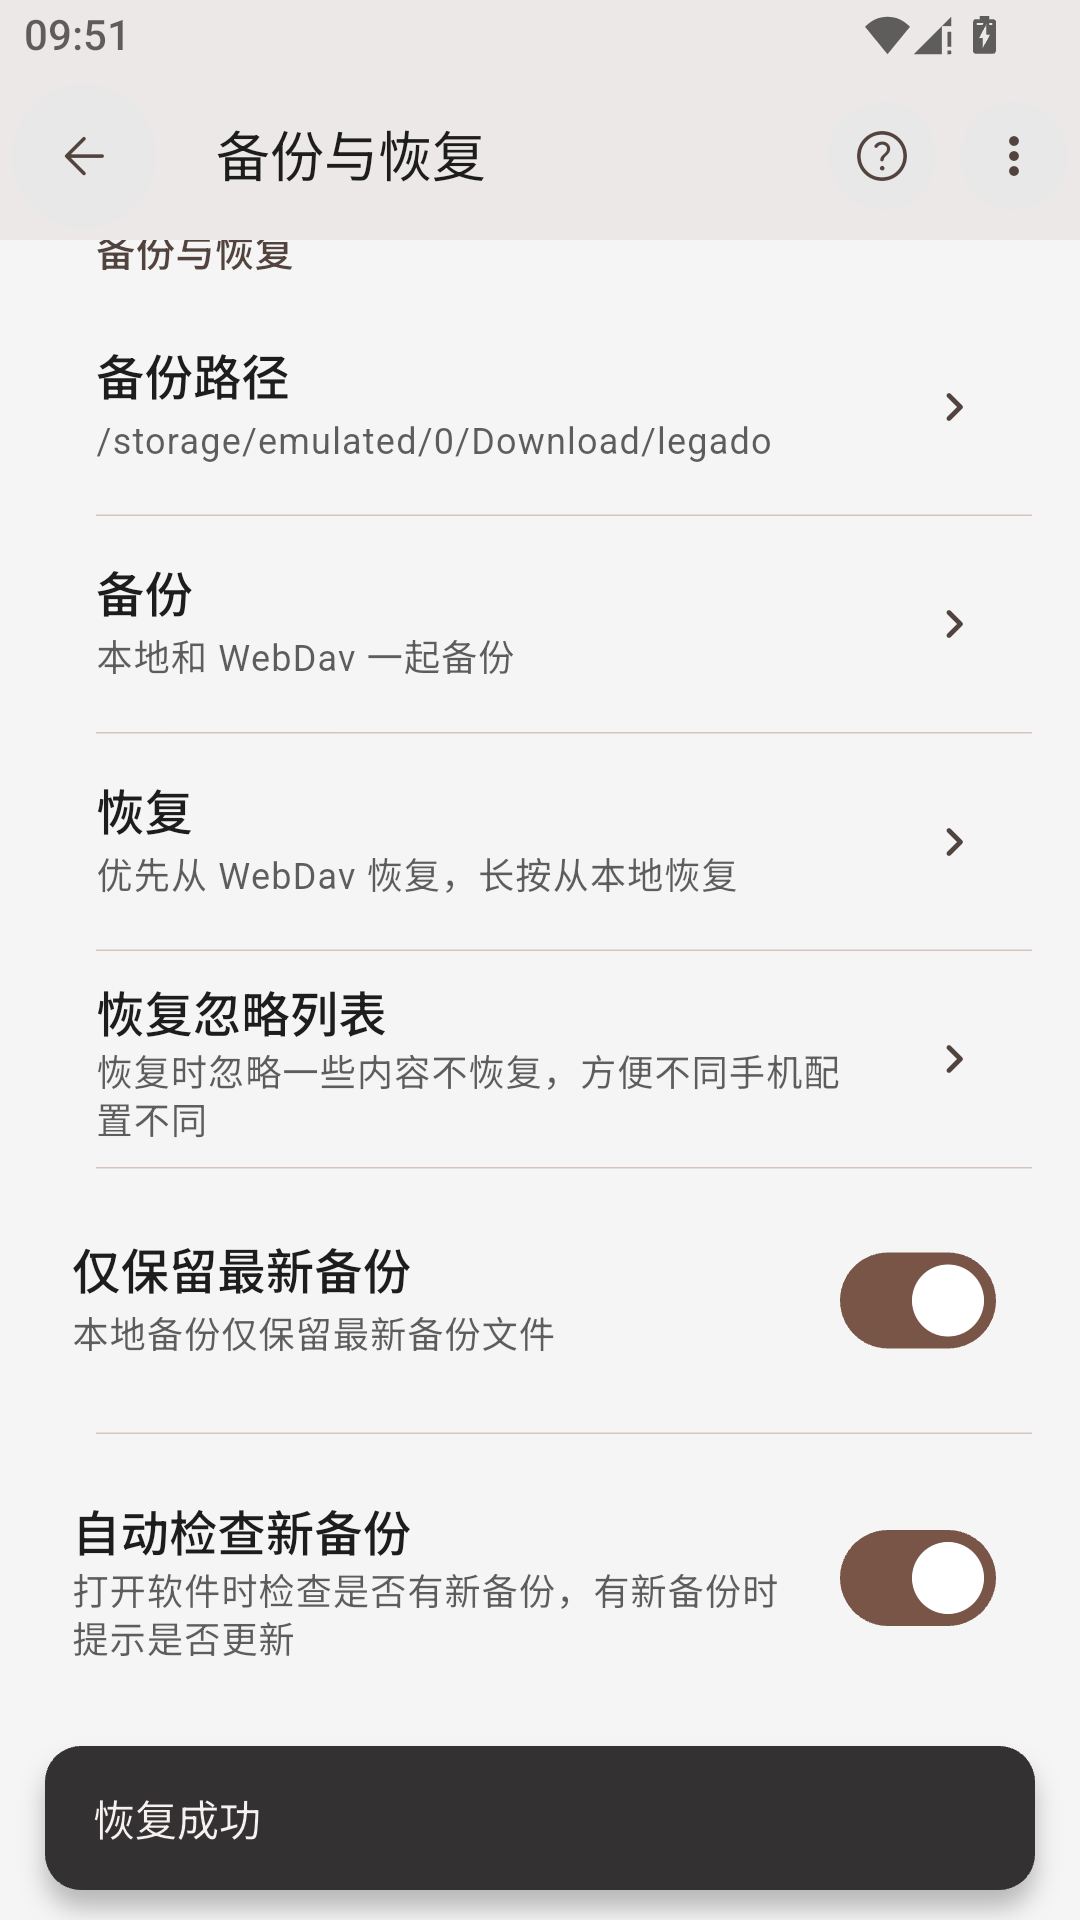 09:51
备份与恢复
备份与恢复
备份路径
/storage/emulated/0/Download/legado
备份
本地和 WebDav 一起备份
恢复
优先从 WebDav 恢复，长按从本地恢复
恢复忽略列表
恢复时忽略一些内容不恢复，方便不同手机配
置不同
仅保留最新备份
本地备份仅保留最新备份文件
自动检查新备份
打开软件时检查是否有新备份，有新备份时
提示是否更新
恢复成功